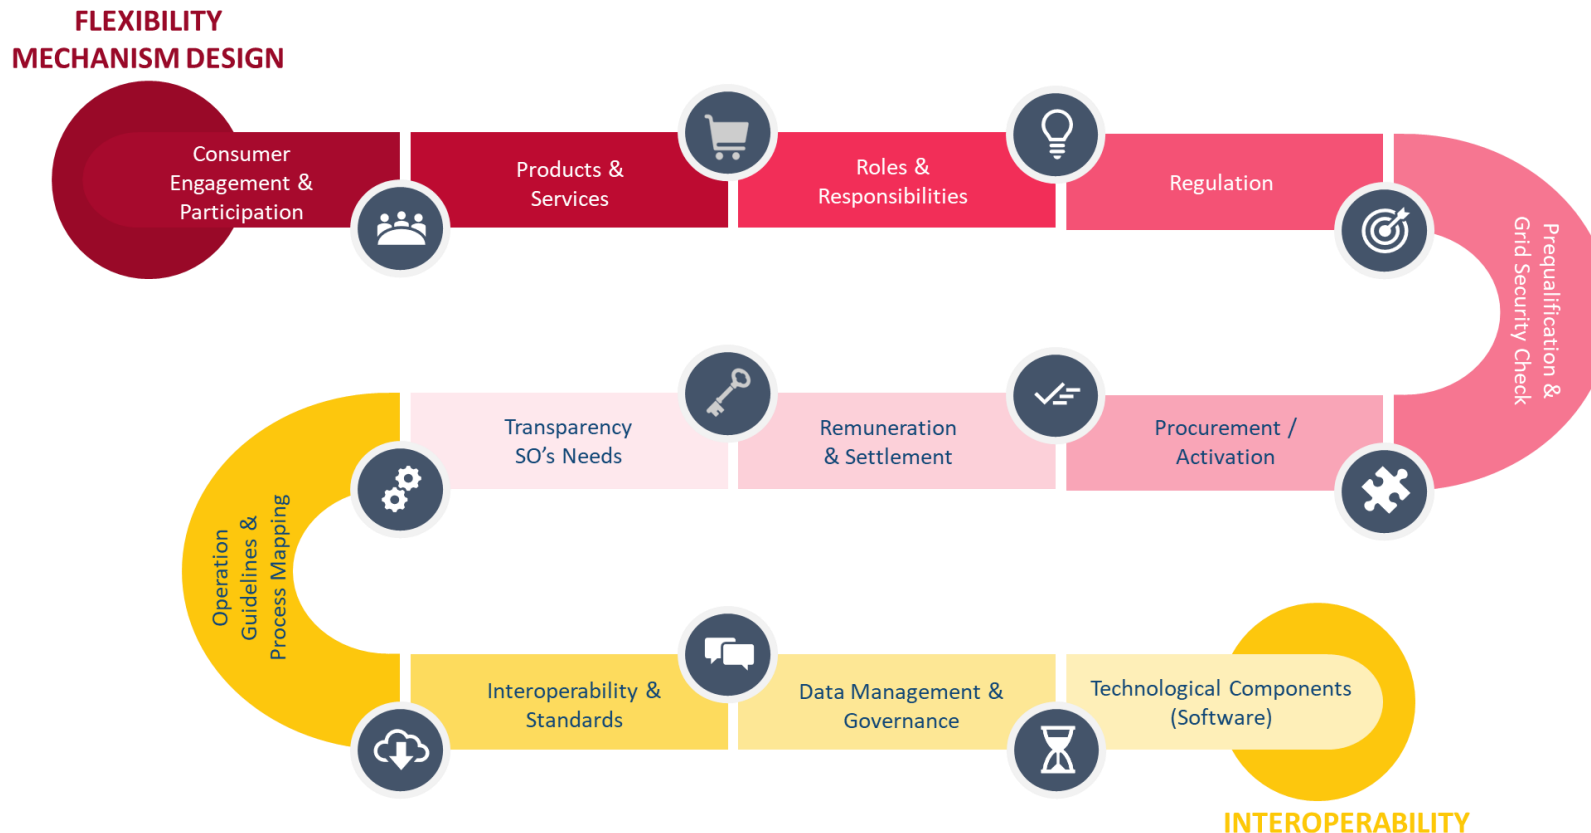 FLEXIBILITY
MECHANISM DESIGN
Consumer
Engagement &
Participation
Products &
Services
Roles &
Responsibilities
Regulation
Prequalification &
Grid Security Check
Procurement /
Activation
Remuneration
& Settlement
Transparency
SO's Needs
Operation
Guidelines &
Process Mapping
Interoperability &
Standards
Data Management &
Governance
Technological Components
(Software)
INTEROPERABILITY